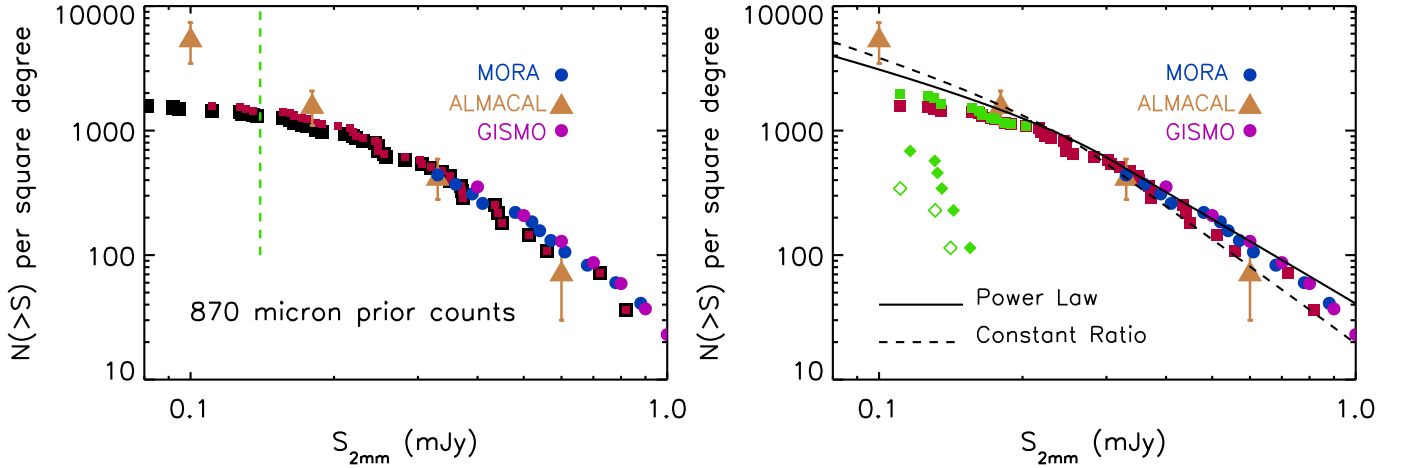 N(>S) per square degree
10000
1000
100
10
MORA
ALMACAL
GISMO
870 micron prior counts
0.1
1.0
S2mm (mJy)
N(>S) per square degree
10000
1000
100
10
MORA
ALMACAL
GISMO
Power Law
Constant Ratio
0.1
1.0
S2mm (mJy)